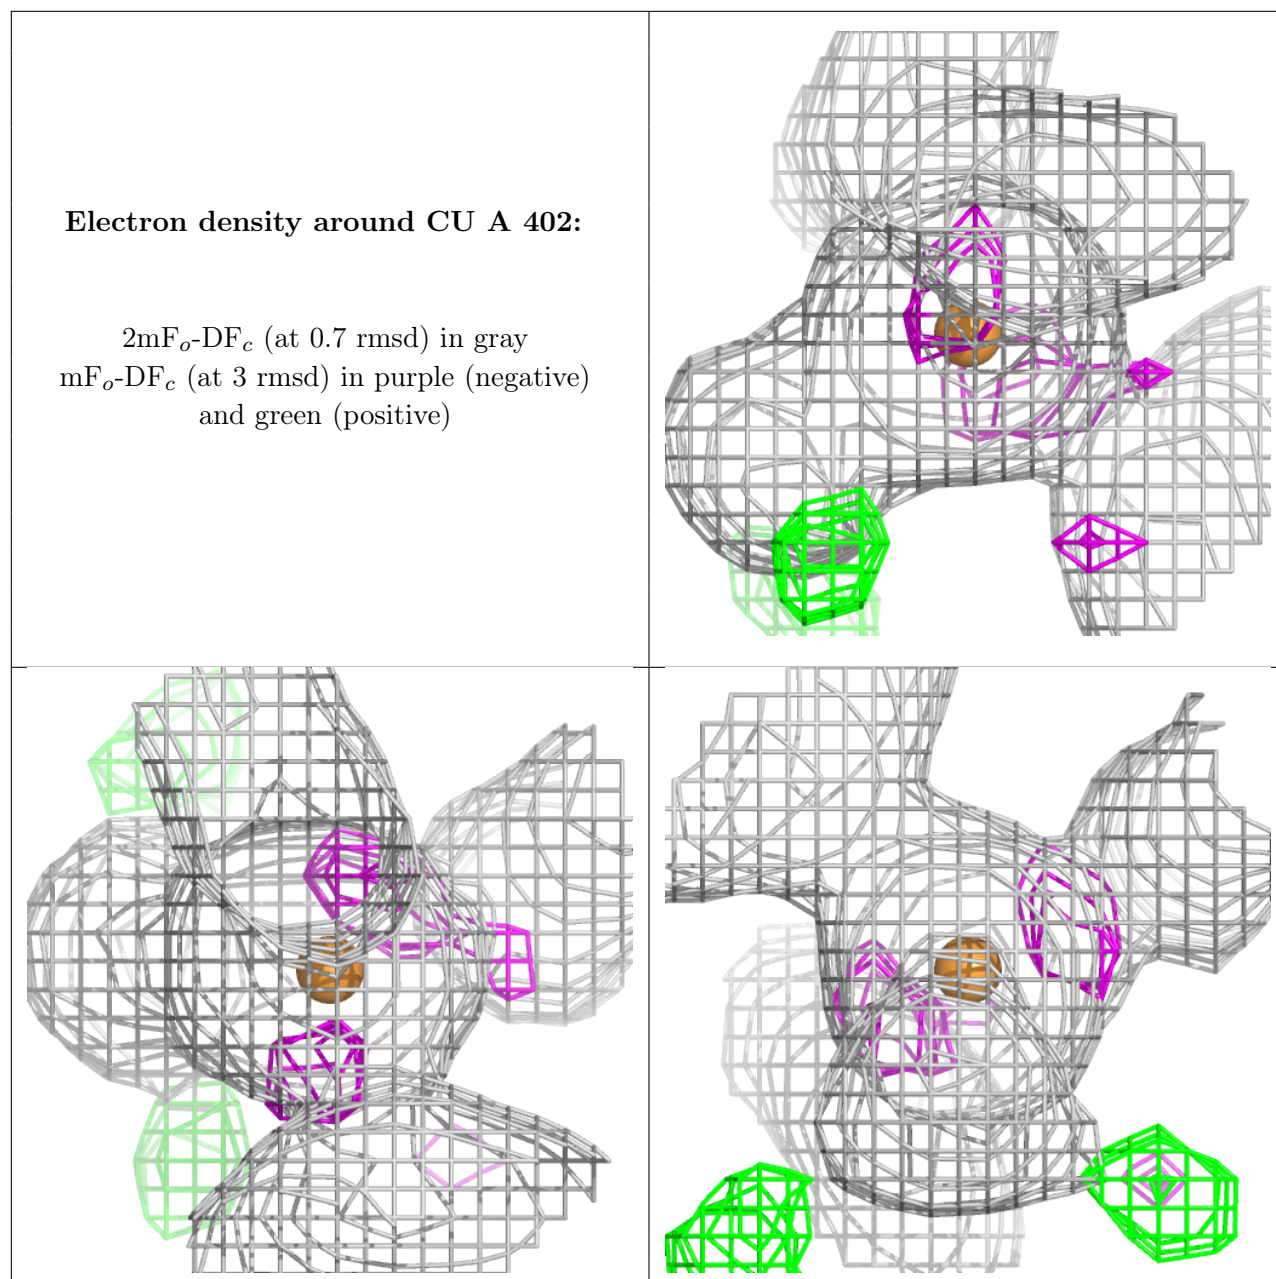 Electron density around CU A 402:
2mFo-DFc (at 0.7 rmsd) in gray
mFo-DFc (at 3 rmsd) in purple (negative)
and green (positive)